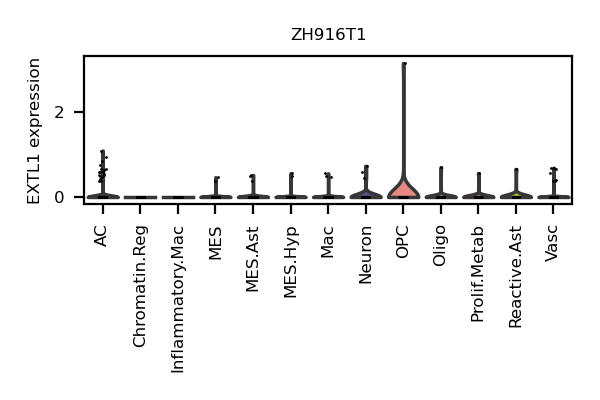 ZH916T1
EXTL1 expression
2
0
AC
Chromatin.Reg
Inflammatory.Mac
MES
MES.Ast
MES.Hyp
Mac
Neuron
OPC
Oligo
Prolif.Metab
Reactive.Ast
Vasc